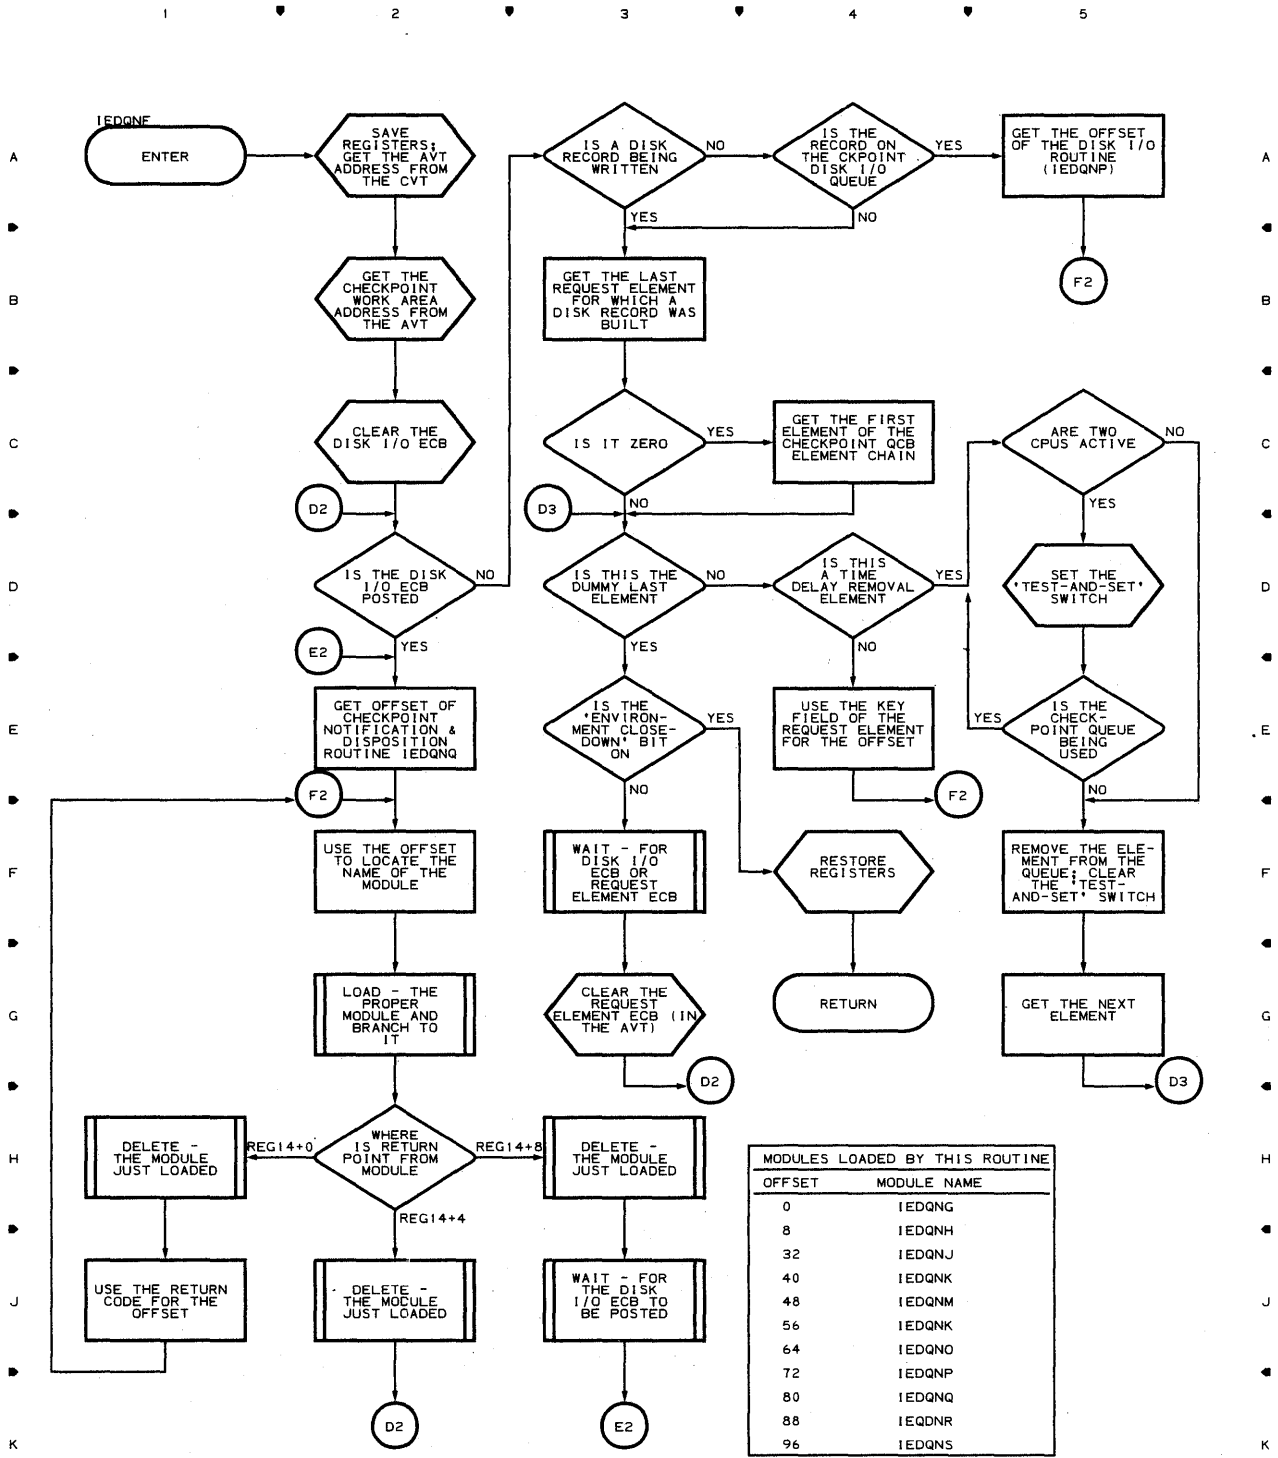 1 2 3 4 5
IEDQNF
ENTER
SAVE
REGISTERS;
GET THE AVT
ADDRESS FROM
THE CVT
IS A DISK
RECORD BEING
WRITTEN
NO
YES
IS THE
RECORD ON
THE CKPOINT
DISK I/O
QUEUE
YES
NO
GET THE OFFSET
OF THE DISK I/O
ROUTINE
(IEDQNP)
A
A
F2
GET THE
CHECKPOINT
WORK AREA
ADDRESS FROM
THE AVT
GET THE LAST
REQUEST ELEMENT
FOR WHICH A
DISK RECORD WAS
BUILT
B
B
CLEAR THE
DISK I/O ECB
IS IT ZERO
YES
NO
GET THE FIRST
ELEMENT OF THE
CHECKPOINT QCB
ELEMENT CHAIN
ARE TWO
CPUS ACTIVE
NO
YES
C
C
D2
D3
IS THE DISK
I/O ECB
POSTED
NO
YES
IS THIS THE
DUMMY LAST
ELEMENT
NO
YES
IS THIS
A TIME
DELAY REMOVAL
ELEMENT
YES
NO
SET THE
'TEST-AND-SET'
SWITCH
D
D
E2
GET OFFSET OF
CHECKPOINT
NOTIFICATION &
DISPOSITION
ROUTINE IEDQNQ
IS THE
'ENVIRON-
MENT CLOSE-
DOWN' BIT
ON
YES
NO
USE THE KEY
FIELD OF THE
REQUEST ELEMENT
FOR THE OFFSET
YES
IS THE
CHECK-
POINT QUEUE
BEING
USED
E
E
F2
F2
USE THE OFFSET
TO LOCATE THE
NAME OF THE
MODULE
WAIT - FOR
DISK I/O
ECB OR
REQUEST
ELEMENT ECB
RESTORE
REGISTERS
REMOVE THE ELE-
MENT FROM THE
QUEUE; CLEAR
THE 'TEST-
AND-SET' SWITCH
F
F
LOAD - THE
PROPER
MODULE AND
BRANCH TO
IT
CLEAR THE
REQUEST
ELEMENT ECB (IN
THE AVT)
RETURN
GET THE NEXT
ELEMENT
G
G
D2
D3
DELETE -
THE MODULE
JUST LOADED
REG14+0
WHERE
IS RETURN
POINT FROM
MODULE
REG14+8
REG14+4
DELETE -
THE MODULE
JUST LOADED
H
H
USE THE RETURN
CODE FOR THE
OFFSET
DELETE -
THE MODULE
JUST LOADED
WAIT - FOR
THE DISK
I/O ECB TO
BE POSTED
J
J
D2
E2
K
K
MODULES LOADED BY THIS ROUTINE
OFFSET MODULE NAME
0 IEDQNG
8 IEDQNH
32 IEDQNJ
40 IEDQNK
48 IEDQNM
56 IEDQNK
64 IEDQNO
72 IEDQNP
80 IEDQNQ
88 IEQDNR
96 IEDQNS